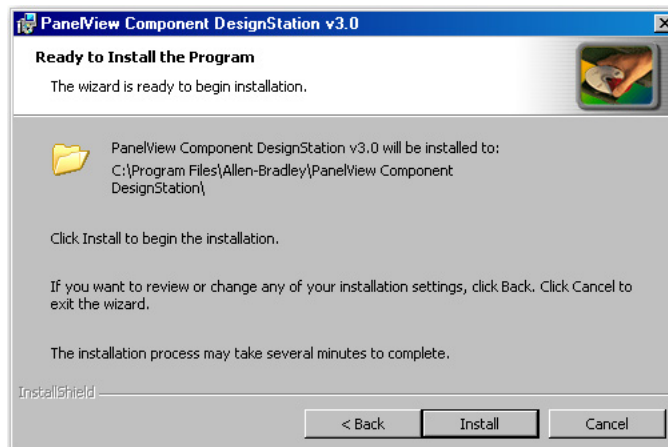 PanelView Component DesignStation v3.0
Ready to Install the Program
The wizard is ready to begin installation.
PanelView Component DesignStation v3.0 will be installed to:
C:\Program Files\Allen-Bradley\PanelView Component
DesignStation\
Click Install to begin the installation.
If you want to review or change any of your installation settings, click Back. Click Cancel to
exit the wizard.
The installation process may take several minutes to complete.
InstallShield
< Back
Install
Cancel